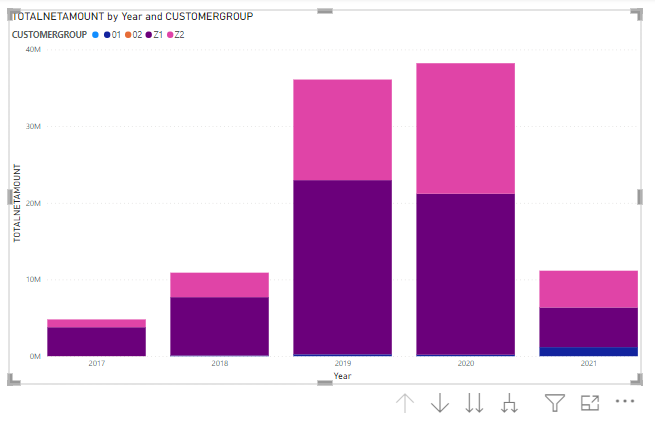 TOTALNETAMOUNT by Year and CUSTOMERGROUP
CUSTOMERGROUP 01 02 Z1 Z2
40M
30M
20M
10M
0M
TOTALNETAMOUNT
2017 2018 2019 2020 2021
Year